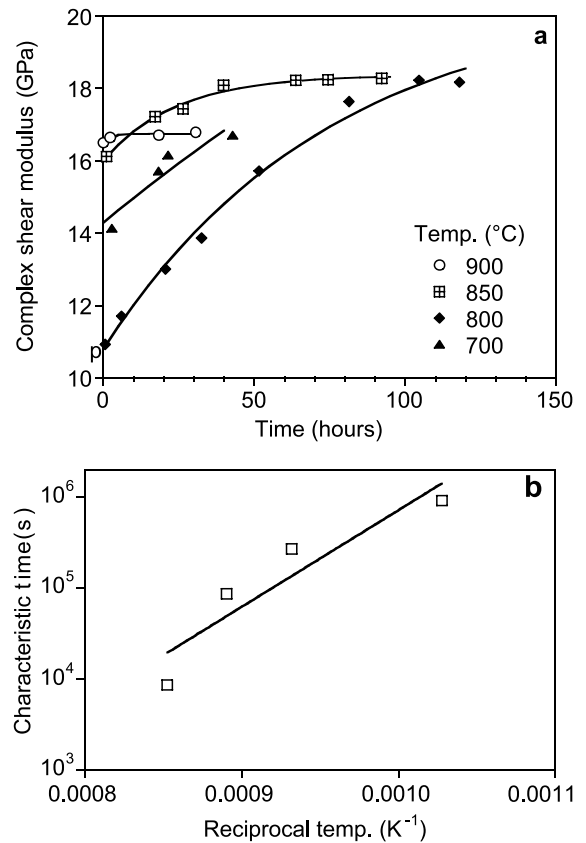 a
Complex shear modulus (GPa)
20
18
16
14
12
10
p
Temp. (°C)
900
850
800
700
0
50
100
150
Time (hours)
b
Characteristic time(s)
10⁶
10⁵
10⁴
10³
0.0008
0.0009
0.0010
0.0011
Reciprocal temp. (K⁻¹)